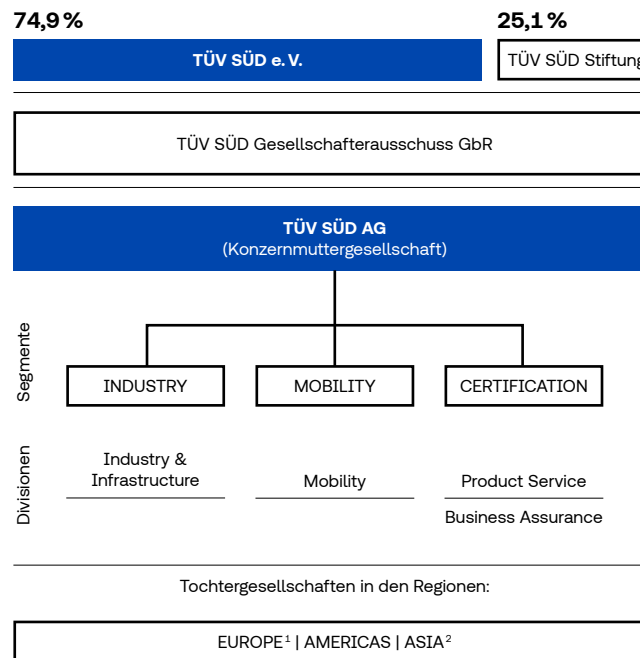 74,9 %
25,1 %
TÜV SÜD e. V.
TÜV SÜD Stiftung
TÜV SÜD Gesellschafterausschuss GbR
TÜV SÜD AG
(Konzernmuttergesellschaft)
Segmente
INDUSTRY
MOBILITY
CERTIFICATION
Divisionen
Industry &
Infrastructure
Mobility
Product Service
Business Assurance
Tochtergesellschaften in den Regionen:
EUROPE¹ | AMERICAS | ASIA²